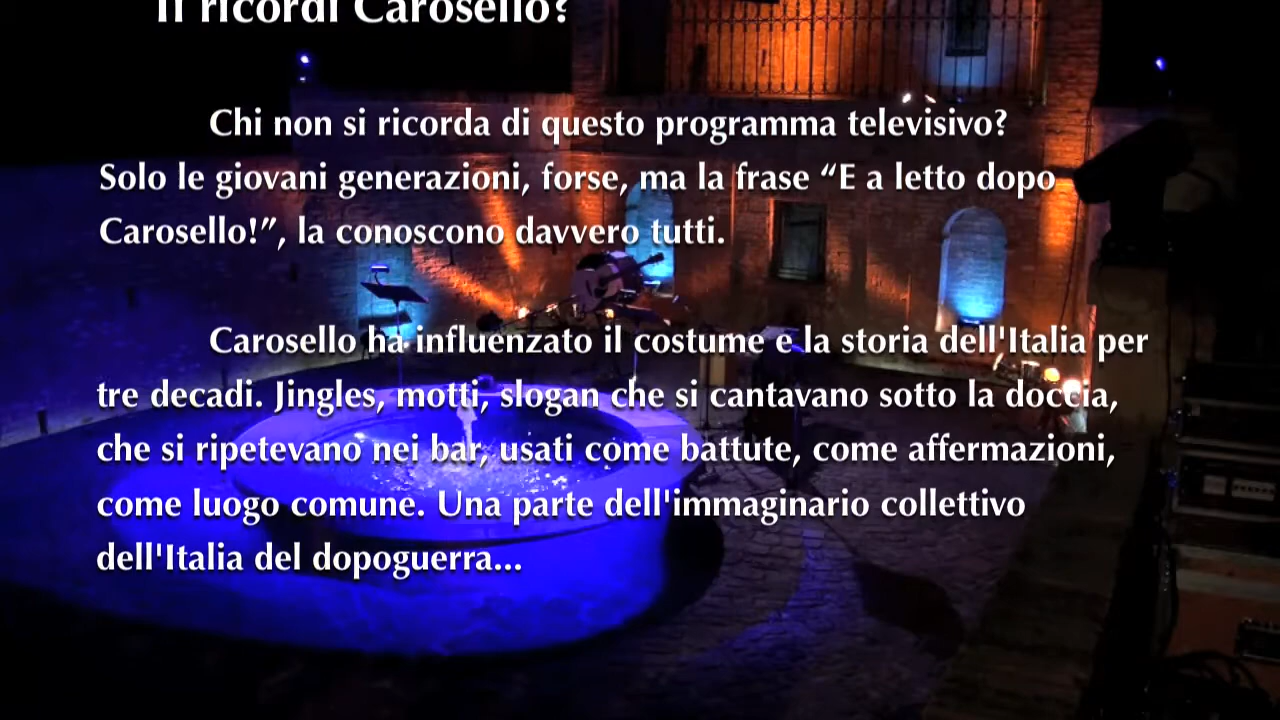 Ti ricordi Carosello?
Chi non si ricorda di questo programma televisivo?
Solo le giovani generazioni, forse, ma la frase “E a letto dopo
Carosello!”, la conoscono davvero tutti.
Carosello ha influenzato il costume e la storia dell'Italia per
tre decadi. Jingles, motti, slogan che si cantavano sotto la doccia,
che si ripetevano nei bar, usati come battute, come affermazioni,
come luogo comune. Una parte dell'immaginario collettivo
dell'Italia del dopoguerra...